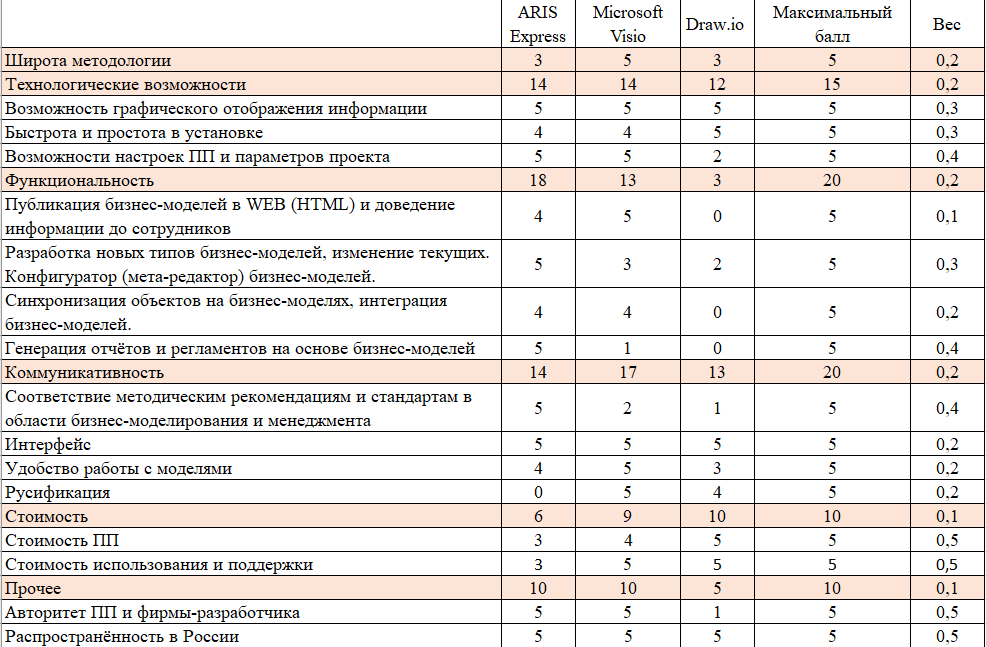 ARIS Express Microsoft Visio Draw.io Максимальный балл Вес
Широта методологии 3 5 3 5 0,2
Технологические возможности 14 14 12 15 0,2
Возможность графического отображения информации 5 5 5 5 0,3
Быстрота и простота в установке 4 4 5 5 0,3
Возможности настроек ПП и параметров проекта 5 5 2 5 0,4
Функциональность 18 13 3 20 0,2
Публикация бизнес-моделей в WEB (HTML) и доведение
информации до сотрудников 4 5 0 5 0,1
Разработка новых типов бизнес-моделей, изменение текущих.
Конфигуратор (мета-редактор) бизнес-моделей. 5 3 2 5 0,3
Синхронизация объектов на бизнес-моделях, интеграция
бизнес-моделей. 4 4 0 5 0,2
Генерация отчётов и регламентов на основе бизнес-моделей 5 1 0 5 0,4
Коммуникативность 14 17 13 20 0,2
Соответствие методическим рекомендациям и стандартам в
области бизнес-моделирования и менеджмента 5 2 1 5 0,4
Интерфейс 5 5 5 5 0,2
Удобство работы с моделями 4 5 3 5 0,2
Русификация 0 5 4 5 0,2
Стоимость 6 9 10 10 0,1
Стоимость ПП 3 4 5 5 0,5
Стоимость использования и поддержки 3 5 5 5 0,5
Прочее 10 10 5 10 0,1
Авторитет ПП и фирмы-разработчика 5 5 1 5 0,5
Распространённость в России 5 5 5 5 0,5